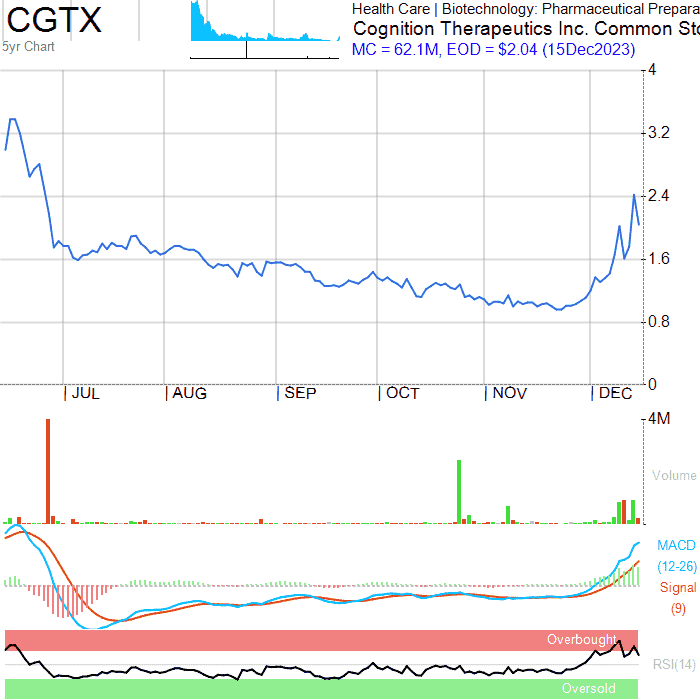 CGTX
5yr Chart
Health Care | Biotechnology: Pharmaceutical Prepara
Cognition Therapeutics Inc. Common Sto
MC = 62.1M, EOD = $2.04 (15Dec2023)
4
3.2
2.4
1.6
0.8
0
JUL
AUG
SEP
OCT
NOV
DEC
4M
Volume
MACD
(12-26)
Signal
(9)
Overbought
RSI(14)
Oversold